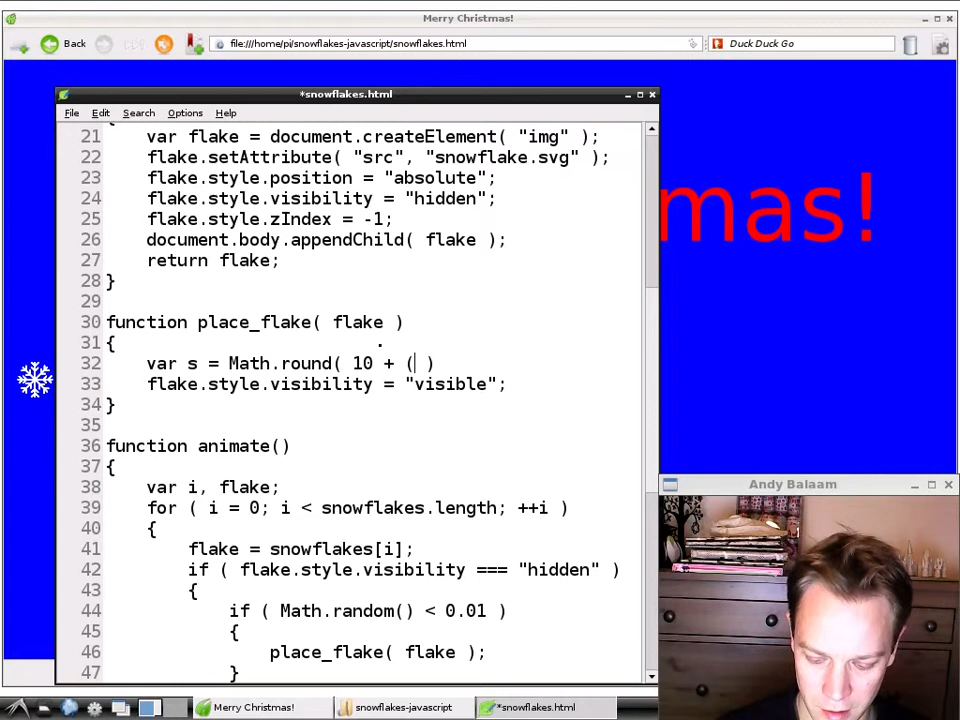 Merry Christmas!
Back
file:///home/pi/snowflakes-javascript/snowflakes.html
Duck Duck Go
mas!
*snowflakes.html
File Edit Search Options Help
{
21 var flake = document.createElement( "img" );
22 flake.setAttribute( "src", "snowflake.svg" );
23 flake.style.position = "absolute";
24 flake.style.visibility = "hidden";
25 flake.style.zIndex = -1;
26 document.body.appendChild( flake );
27 return flake;
28 }
29
30 function place_flake( flake )
31 {
32 var s = Math.round( 10 + ( )
33 flake.style.visibility = "visible";
34 }
35
36 function animate()
37 {
38 var i, flake;
39 for ( i = 0; i < snowflakes.length; ++i )
40 {
41 flake = snowflakes[i];
42 if ( flake.style.visibility === "hidden" )
43 {
44 if ( Math.random() < 0.01 )
45 {
46 place_flake( flake );
47 }
Andy Balaam
Merry Christmas!
snowflakes-javascript
*snowflakes.html